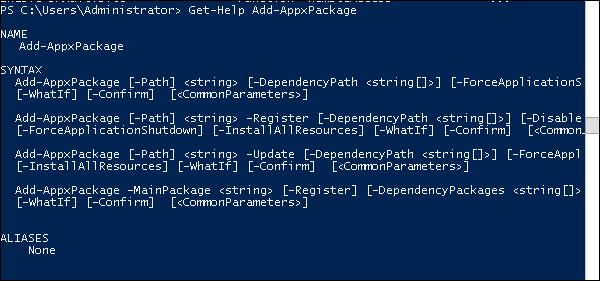 PS C:\Users\Administrator> Get-Help Add-AppxPackage
NAME
Add-AppxPackage
SYNTAX
Add-AppxPackage [-Path] <string> [-DependencyPath <string[]>] [-ForceApplicationS
[-WhatIf] [-Confirm] [<CommonParameters>]
Add-AppxPackage [-Path] <string> -Register [-DependencyPath <string[]>] [-Disable
[-ForceApplicationShutdown] [-InstallAllResources] [-WhatIf] [-Confirm] [<Common
Add-AppxPackage [-Path] <string> -Update [-DependencyPath <string[]>] [-ForceAppl
[-InstallAllResources] [-WhatIf] [-Confirm] [<CommonParameters>]
Add-AppxPackage -MainPackage <string> [-Register] [-DependencyPackages <string[]>
[-WhatIf] [-Confirm] [<CommonParameters>]
ALIASES
None